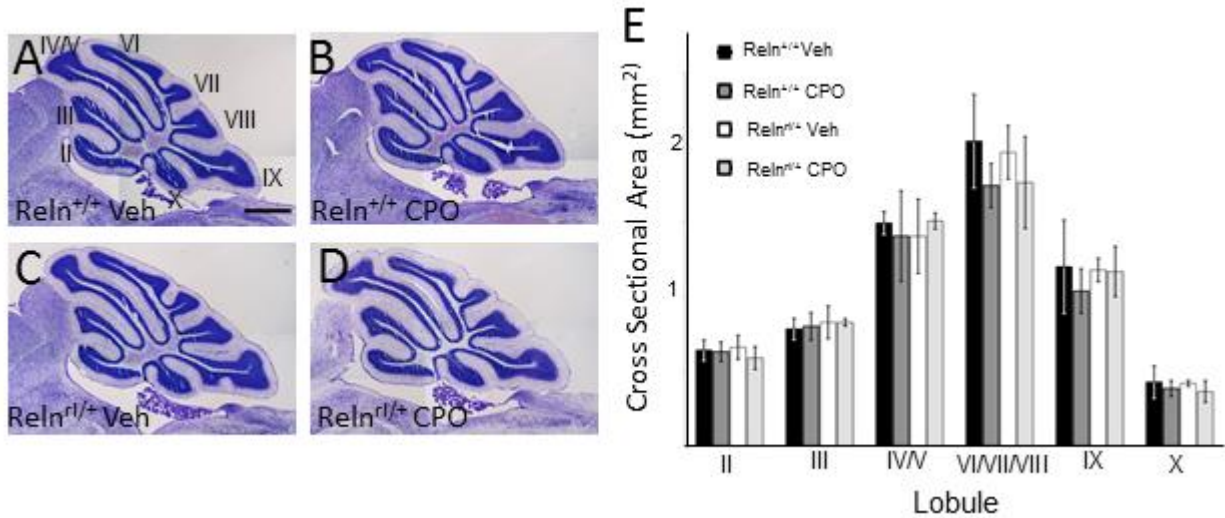 A
IV/V
VI
VII
VIII
III
II
IX
X
Reln+/+ Veh
B
Reln+/+ CPO
C
Relnrl/+ Veh
D
Relnrl/+ CPO
E
Reln+/+ Veh
Reln+/+ CPO
Relnrl/+ Veh
Relnrl/+ CPO
Cross Sectional Area (mm²)
2
1
II III IV/V VI/VII/VIII IX X
Lobule